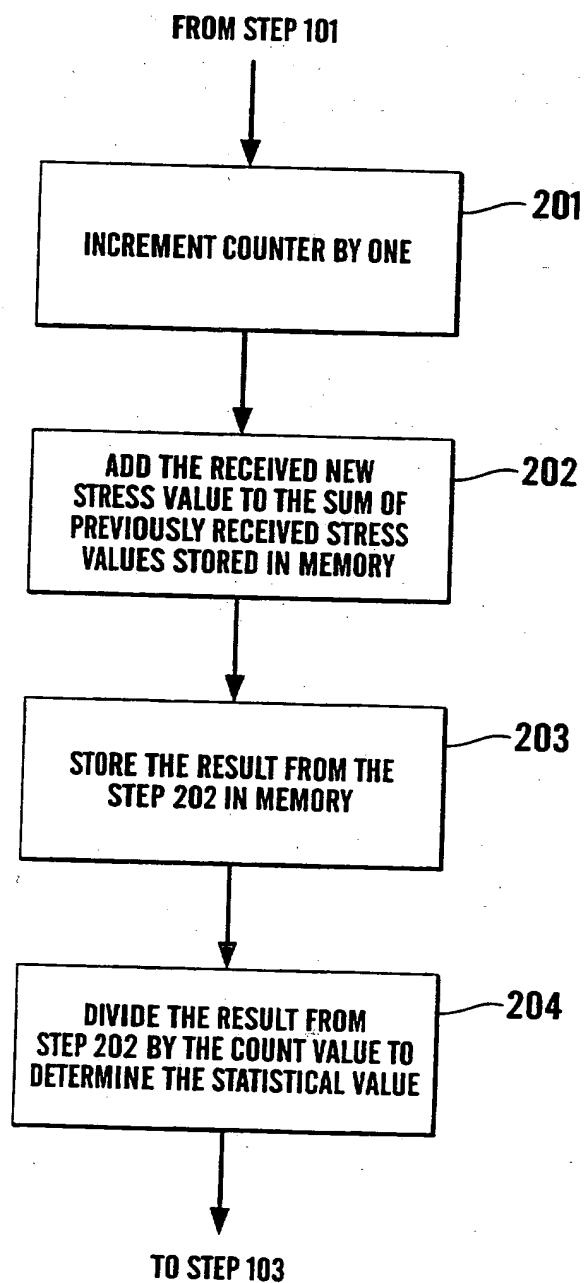 FROM STEP 101
INCREMENT COUNTER BY ONE
201
ADD THE RECEIVED NEW
STRESS VALUE TO THE SUM OF
PREVIOUSLY RECEIVED STRESS
VALUES STORED IN MEMORY
202
STORE THE RESULT FROM THE
STEP 202 IN MEMORY
203
DIVIDE THE RESULT FROM
STEP 202 BY THE COUNT VALUE TO
DETERMINE THE STATISTICAL VALUE
204
TO STEP 103